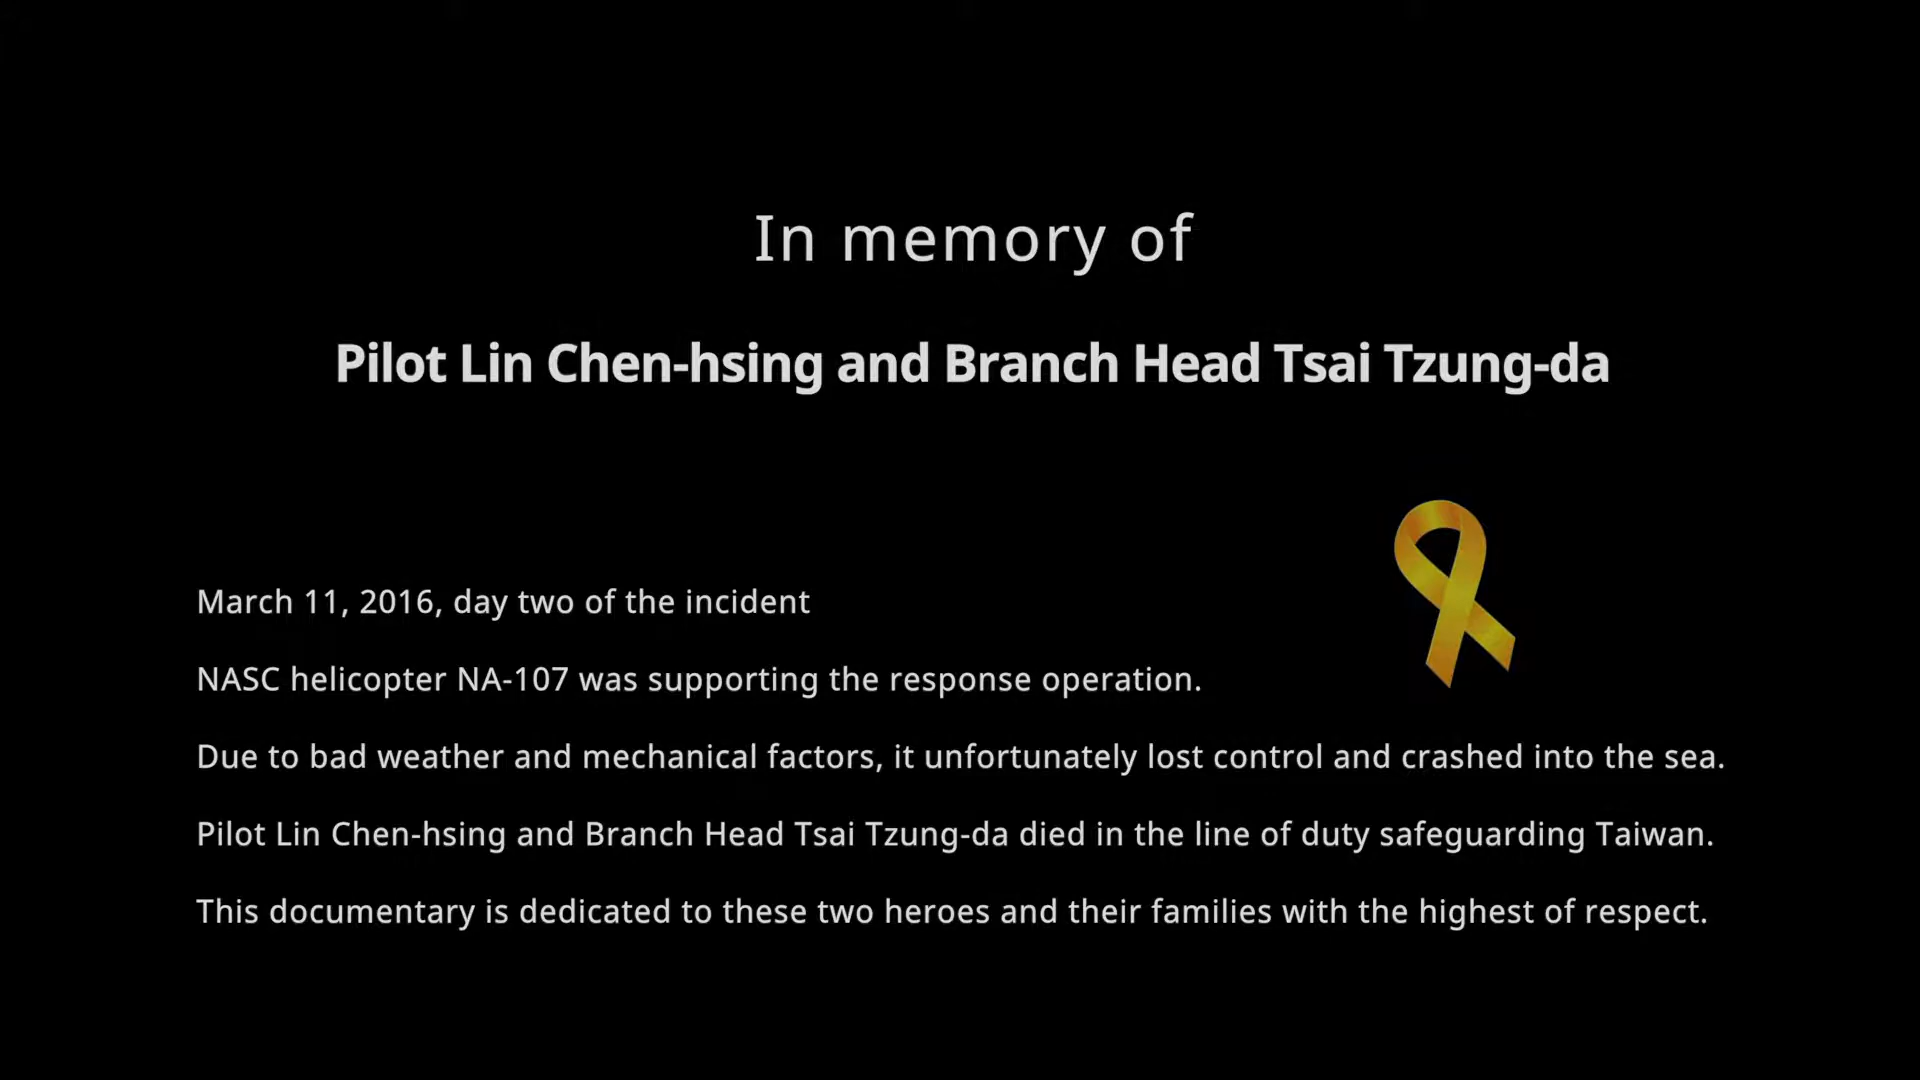 In memory of
Pilot Lin Chen-hsing and Branch Head Tsai Tzung-da
March 11, 2016, day two of the incident
NASC helicopter NA-107 was supporting the response operation.
Due to bad weather and mechanical factors, it unfortunately lost control and crashed into the sea.
Pilot Lin Chen-hsing and Branch Head Tsai Tzung-da died in the line of duty safeguarding Taiwan.
This documentary is dedicated to these two heroes and their families with the highest of respect.